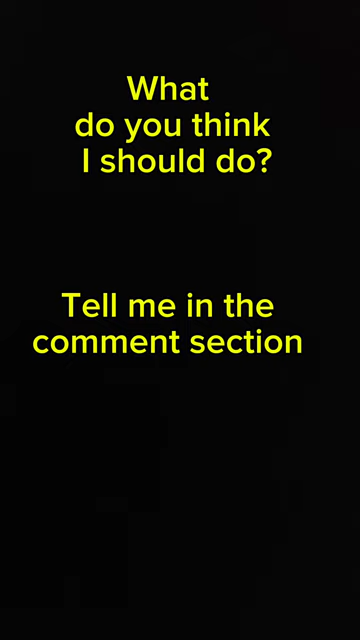 What
do you think
I should do?
Tell me in the
comment section